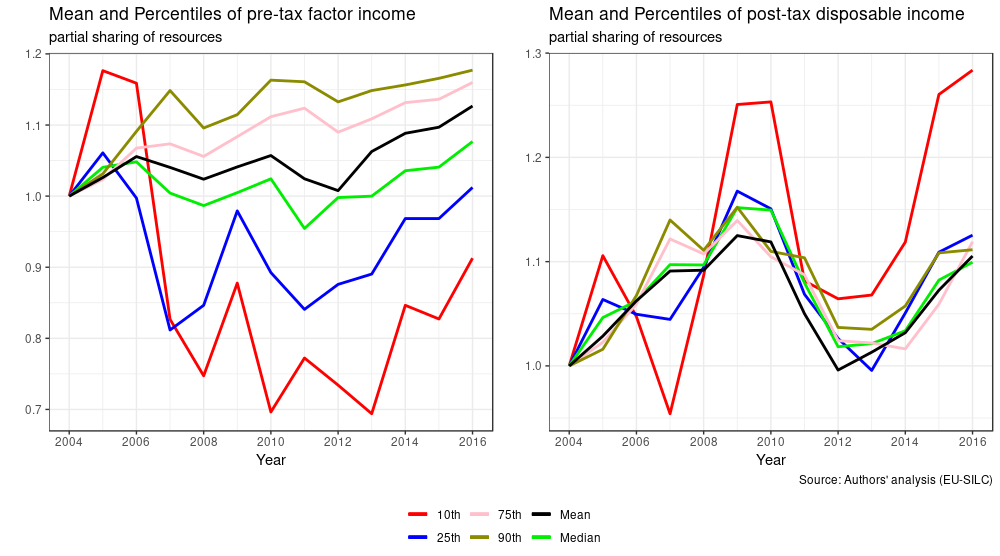 Mean and Percentiles of pre-tax factor income
partial sharing of resources
1.2
1.1
1.0
0.9
0.8
0.7
2004 2006 2008 2010 2012 2014 2016
Year
Mean and Percentiles of post-tax disposable income
partial sharing of resources
1.3
1.2
1.1
1.0
2004 2006 2008 2010 2012 2014 2016
Year
Source: Authors' analysis (EU-SILC)
10th 75th Mean
25th 90th Median